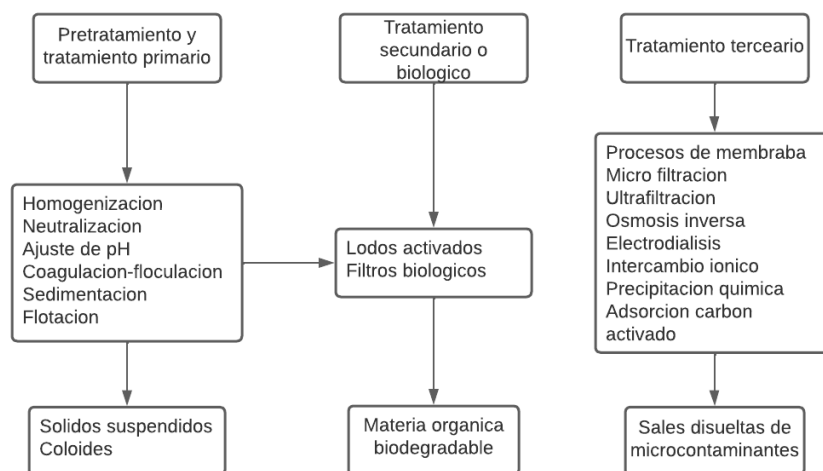 Pretratamiento y
tratamiento primario
Tratamiento
secundario o
biologico
Tratamiento terceario
Homogenizacion
Neutralizacion
Ajuste de pH
Coagulacion-floculacion
Sedimentacion
Flotacion
Lodos activados
Filtros biologicos
Procesos de membraba
Micro filtracion
Ultrafiltracion
Osmosis inversa
Electrodialisis
Intercambio ionico
Precipitacion quimica
Adsorcion carbon
activado
Solidos suspendidos
Coloides
Materia organica
biodegradable
Sales disueltas de
microcontaminantes